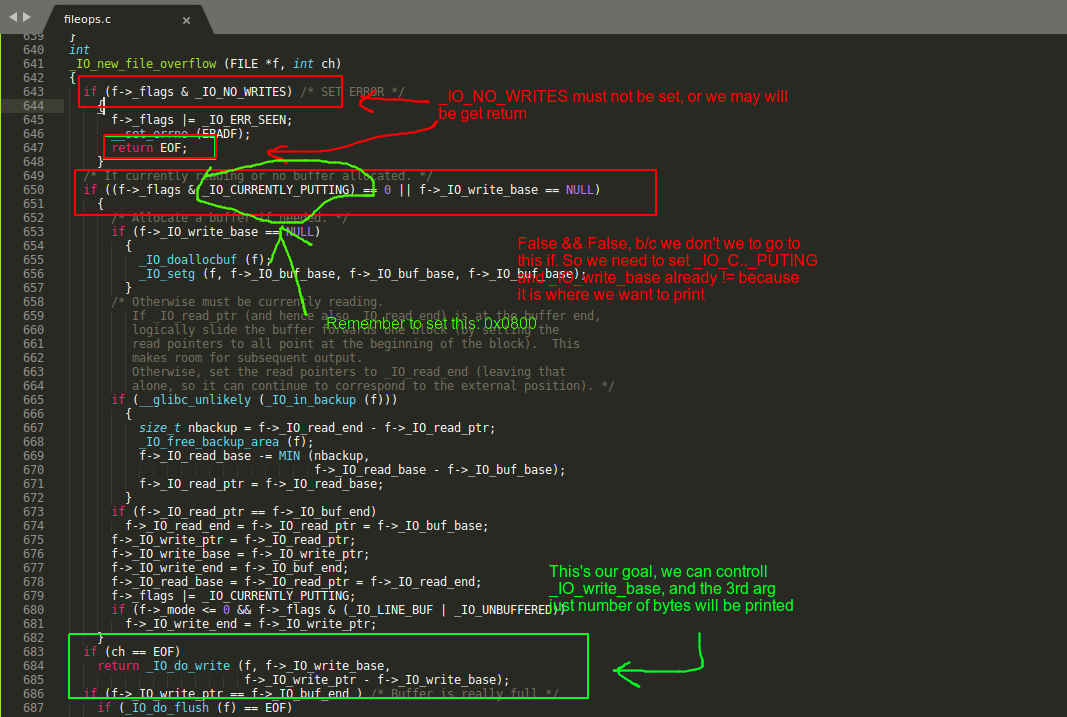 fileops.c
639 }
640 int
641 _IO_new_file_overflow (FILE *f, int ch)
642 {
643 if (f->_flags & _IO_NO_WRITES) /* SET ERROR */
_IO_NO_WRITES must not be set, or we may will
be get return
644 {
645 f->_flags |= _IO_ERR_SEEN;
646 __set_errno (EBADF);
647 return EOF;
648 }
649 /* If currently reading or no buffer allocated. */
650 if ((f->_flags & _IO_CURRENTLY_PUTTING) == 0 || f->_IO_write_base == NULL)
651 {
652 /* Allocate a buffer if needed. */
653 if (f->_IO_write_base == NULL)
654 {
655 _IO_doallocbuf (f);
656 _IO_setg (f, f->_IO_buf_base, f->_IO_buf_base, f->_IO_buf_base);
657 }
False && False, b/c we don't we to go to
this if. So we need to set _IO_C.._PUTING
and _IO_write_base already != because
it is where we want to print
658 /* Otherwise must be currently reading.
659 If _IO_read_ptr (and hence also _IO_read_end) is at the buffer end,
Remember to set this: 0x0800
660 logically slide the buffer forwards one block (by setting the
661 read pointers to all point at the beginning of the block).  This
662 makes room for subsequent output.
663 Otherwise, set the read pointers to _IO_read_end (leaving that
664 alone, so it can continue to correspond to the external position). */
665 if (__glibc_unlikely (_IO_in_backup (f)))
666 {
667 size_t nbackup = f->_IO_read_end - f->_IO_read_ptr;
668 _IO_free_backup_area (f);
669 f->_IO_read_base -= MIN (nbackup,
670 f->_IO_read_base - f->_IO_buf_base);
671 f->_IO_read_ptr = f->_IO_read_base;
672 }
673 if (f->_IO_read_ptr == f->_IO_buf_end)
674 f->_IO_read_end = f->_IO_read_ptr = f->_IO_buf_base;
675 f->_IO_write_ptr = f->_IO_read_ptr;
676 f->_IO_write_base = f->_IO_write_ptr;
677 f->_IO_write_end = f->_IO_buf_end;
678 f->_IO_read_base = f->_IO_read_ptr = f->_IO_read_end;
679 f->_flags |= _IO_CURRENTLY_PUTTING;
680 if (f->_mode <= 0 && f->_flags & (_IO_LINE_BUF | _IO_UNBUFFERED))
681 f->_IO_write_end = f->_IO_write_ptr;
This's our goal, we can controll
_IO_write_base, and the 3rd arg
just number of bytes will be printed
682 }
683 if (ch == EOF)
684 return _IO_do_write (f, f->_IO_write_base,
685 f->_IO_write_ptr - f->_IO_write_base);
686 if (f->_IO_write_ptr == f->_IO_buf_end ) /* Buffer is really full */
687 if (_IO_do_flush (f) == EOF)